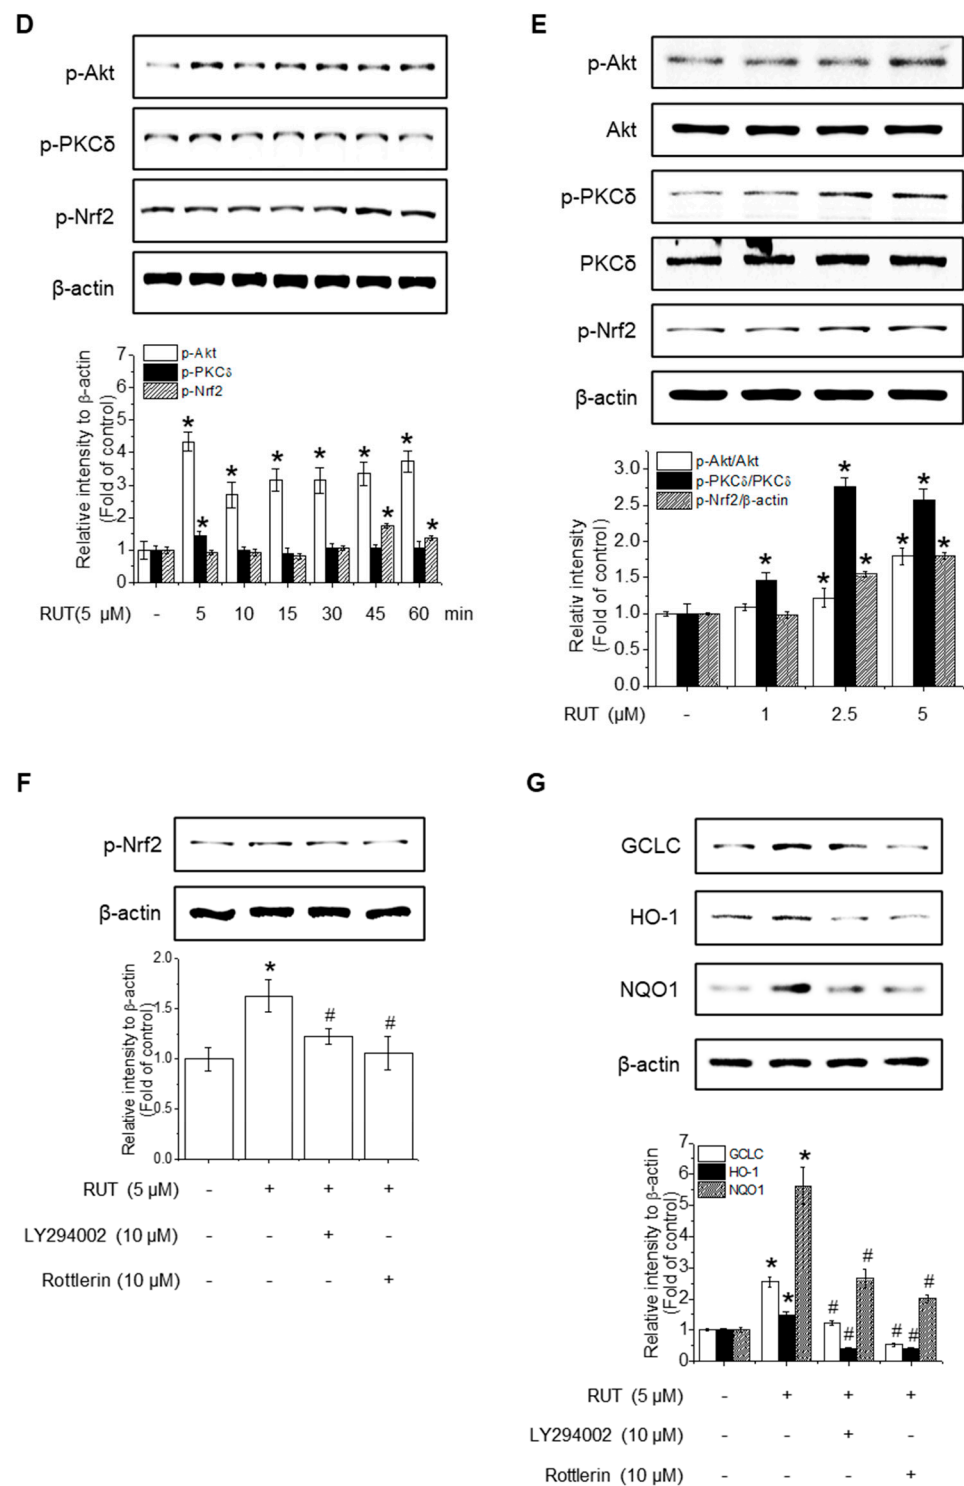 D
p-Akt
p-PKCδ
p-Nrf2
β-actin
Relative intensity to β-actin
(Fold of control)
7
6
5
4
3
2
1
0
p-Akt
p-PKCδ
p-Nrf2
* * * * * * * * *
RUT(5 µM) - 5 10 15 30 45 60 min
E
p-Akt
Akt
p-PKCδ
PKCδ
p-Nrf2
β-actin
Relativ intensity
(Fold of control)
3.0
2.5
2.0
1.5
1.0
0.5
0.0
p-Akt/Akt
p-PKCδ/PKCδ
p-Nrf2/β-actin
* * * * * * *
RUT (µM) - 1 2.5 5
F
p-Nrf2
β-actin
Relative intensity to β-actin
(Fold of control)
2.0
1.5
1.0
0.5
0.0
* # #
RUT (5 µM) - + + +
LY294002 (10 µM) - - + -
Rottlerin (10 µM) - - - +
G
GCLC
HO-1
NQO1
β-actin
Relative intensity to β-actin
(Fold of control)
7
6
5
4
3
2
1
0
GCLC
HO-1
NQO1
* * * # # # # # #
RUT (5 µM) - + + +
LY294002 (10 µM) - - + -
Rottlerin (10 µM) - - - +